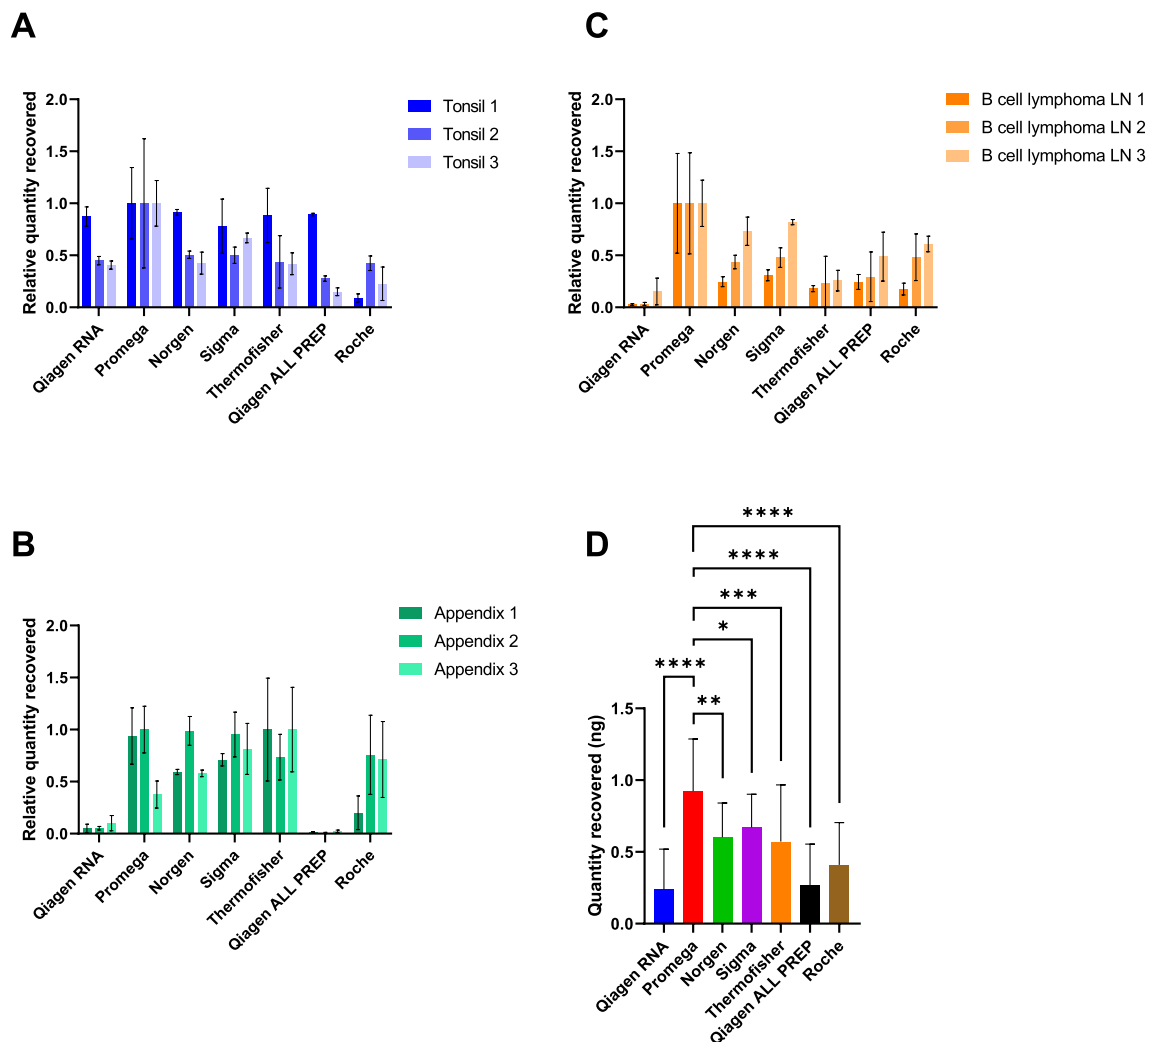 A
Relative quantity recovered
2.0
1.5
1.0
0.5
0.0
Qiagen RNA
Promega
Norgen
Sigma
Thermofisher
Qiagen ALL PREP
Roche
Tonsil 1
Tonsil 2
Tonsil 3
C
Relative quantity recovered
2.0
1.5
1.0
0.5
0.0
Qiagen RNA
Promega
Norgen
Sigma
Thermofisher
Qiagen ALL PREP
Roche
B cell lymphoma LN 1
B cell lymphoma LN 2
B cell lymphoma LN 3
B
Relative quantity recovered
2.0
1.5
1.0
0.5
0.0
Qiagen RNA
Promega
Norgen
Sigma
Thermofisher
Qiagen ALL PREP
Roche
Appendix 1
Appendix 2
Appendix 3
D
****
****
***
*
****
**
Quantity recovered (ng)
1.5
1.0
0.5
0.0
Qiagen RNA
Promega
Norgen
Sigma
Thermofisher
Qiagen ALL PREP
Roche